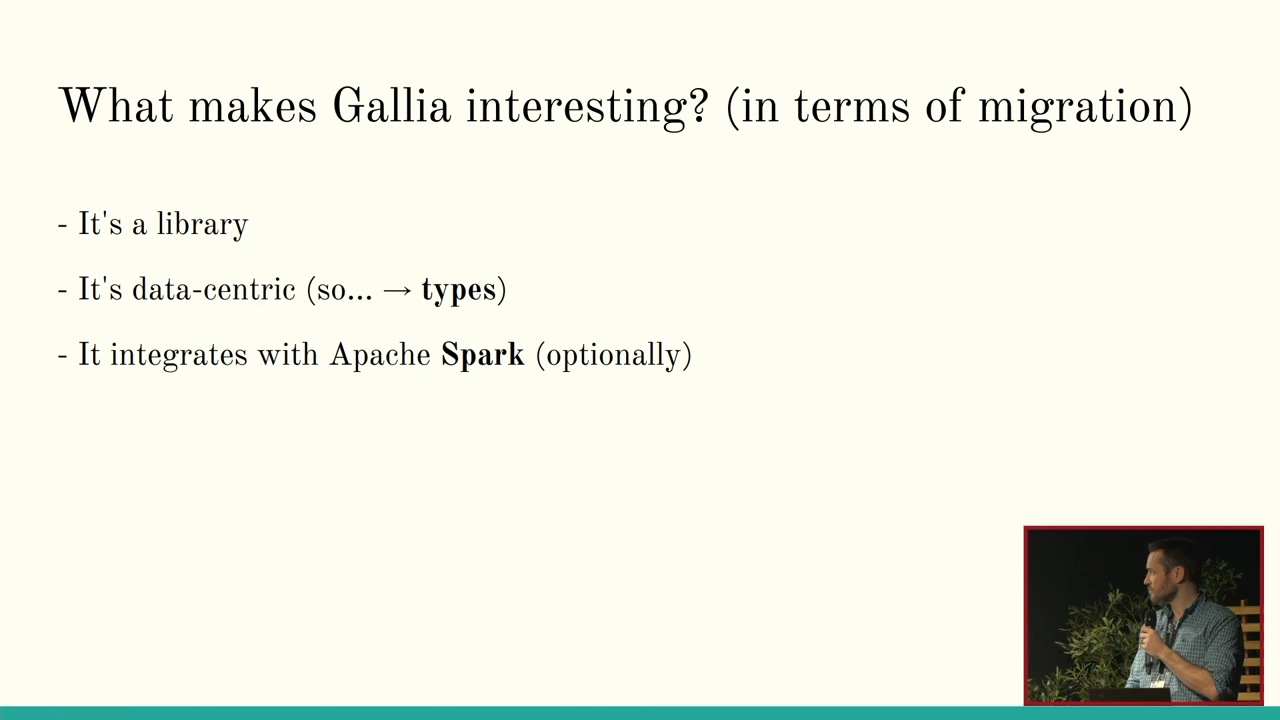 What makes Gallia interesting? (in terms of migration)
- It's a library
- It's data-centric (so... → types)
- It integrates with Apache Spark (optionally)